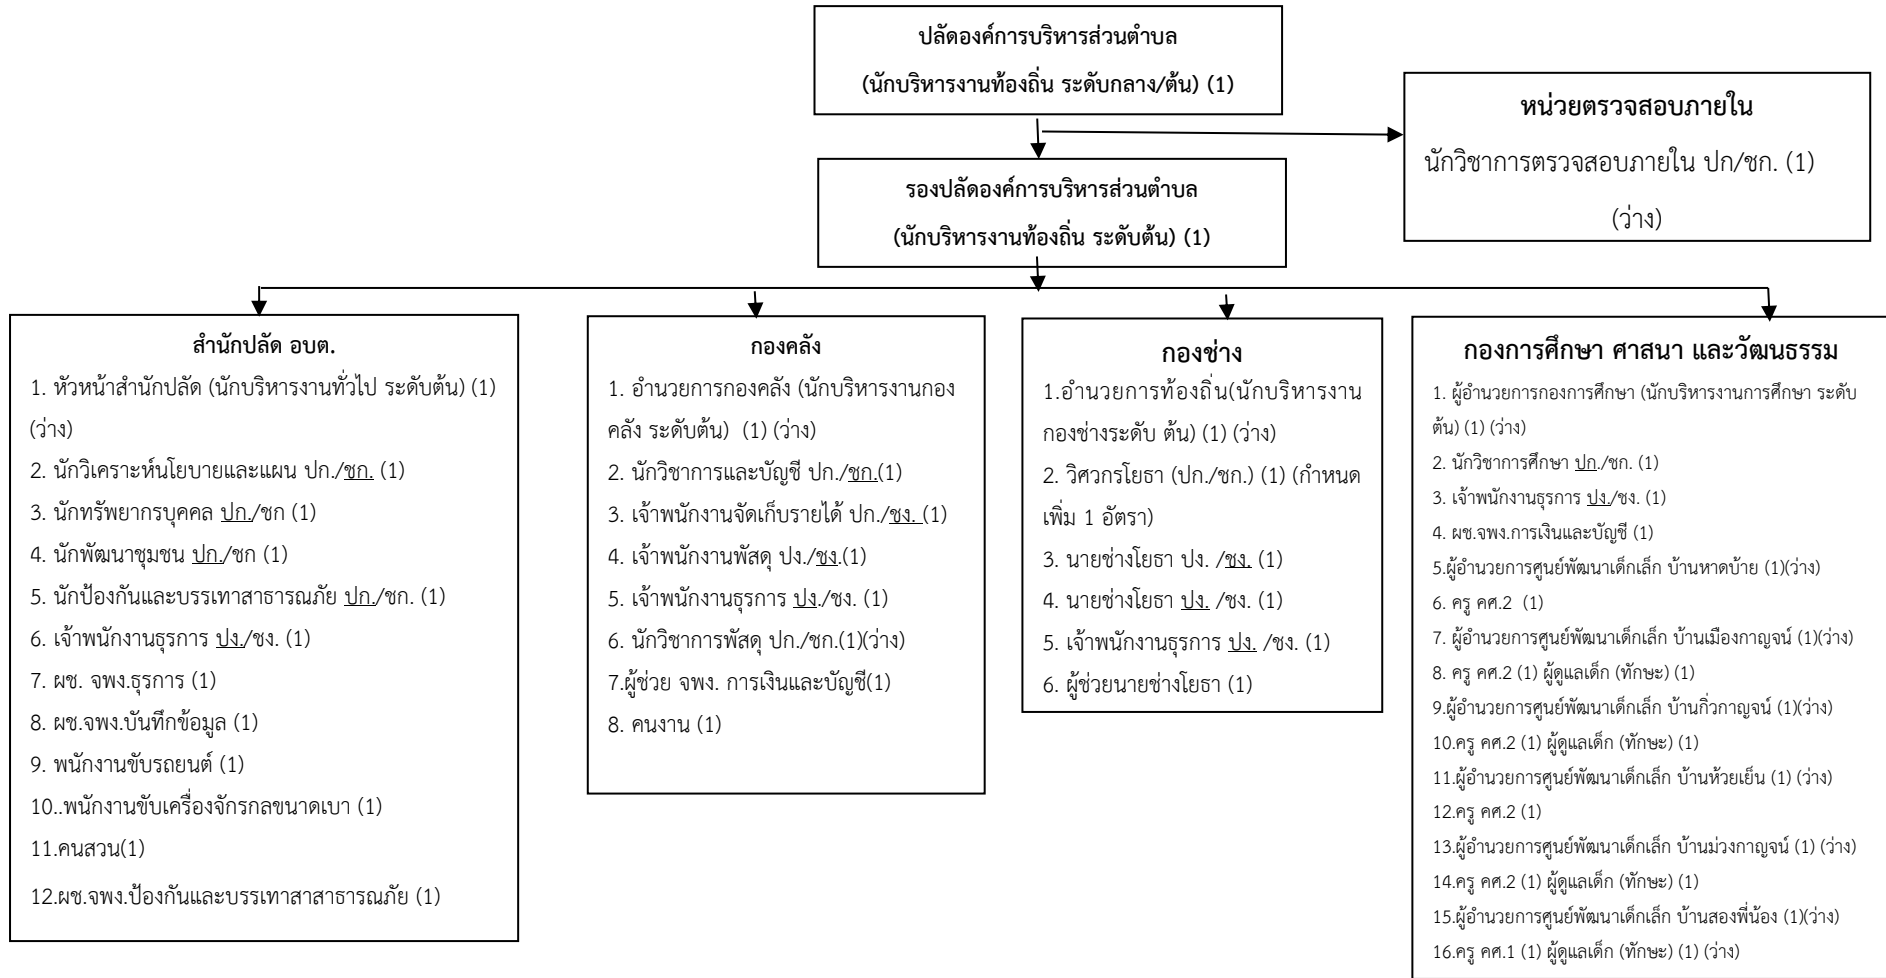 ปลัดองค์การบริหารส่วนตำบล
(นักบริหารงานท้องถิ่น ระดับกลาง/ต้น) (1)
หน่วยตรวจสอบภายใน
นักวิชาการตรวจสอบภายใน ปก/ชก. (1)
(ว่าง)
รองปลัดองค์การบริหารส่วนตำบล
(นักบริหารงานท้องถิ่น ระดับต้น) (1)
สำนักปลัด อบต.
1. หัวหน้าสำนักปลัด (นักบริหารงานทั่วไป ระดับต้น) (1)
(ว่าง)
2. นักวิเคราะห์นโยบายและแผน ปก./ชก. (1)
3. นักทรัพยากรบุคคล ปก./ชก (1)
4. นักพัฒนาชุมชน ปก./ชก (1)
5. นักป้องกันและบรรเทาสาธารณภัย ปก./ชก. (1)
6. เจ้าพนักงานธุรการ ปง./ชง. (1)
7. ผช. จพง.ธุรการ (1)
8. ผช.จพง.บันทึกข้อมูล (1)
9. พนักงานขับรถยนต์ (1)
10..พนักงานขับเครื่องจักรกลขนาดเบา (1)
11.คนสวน(1)
12.ผช.จพง.ป้องกันและบรรเทาสาสาธารณภัย (1)
กองคลัง
1. อำนวยการกองคลัง (นักบริหารงานกอง
คลัง ระดับต้น) (1) (ว่าง)
2. นักวิชาการและบัญชี ปก./ชก.(1)
3. เจ้าพนักงานจัดเก็บรายได้ ปก./ชง. (1)
4. เจ้าพนักงานพัสดุ ปง./ชง.(1)
5. เจ้าพนักงานธุรการ ปง./ชง. (1)
6. นักวิชาการพัสดุ ปก./ชก.(1)(ว่าง)
7.ผู้ช่วย จพง. การเงินและบัญชี(1)
8. คนงาน (1)
กองช่าง
1.อำนวยการท้องถิ่น(นักบริหารงาน
กองช่างระดับ ต้น) (1) (ว่าง)
2. วิศวกรโยธา (ปก./ชก.) (1) (กำหนด
เพิ่ม 1 อัตรา)
3. นายช่างโยธา ปง. /ชง. (1)
4. นายช่างโยธา ปง. /ชง. (1)
5. เจ้าพนักงานธุรการ ปง. /ชง. (1)
6. ผู้ช่วยนายช่างโยธา (1)
กองการศึกษา ศาสนา และวัฒนธรรม
1. ผู้อำนวยการกองการศึกษา (นักบริหารงานการศึกษา ระดับ
ต้น) (1) (ว่าง)
2. นักวิชาการศึกษา ปก./ชก. (1)
3. เจ้าพนักงานธุรการ ปง./ชง. (1)
4. ผช.จพง.การเงินและบัญชี (1)
5.ผู้อำนวยการศูนย์พัฒนาเด็กเล็ก บ้านหาดบ้าย (1)(ว่าง)
6. ครู คศ.2 (1)
7. ผู้อำนวยการศูนย์พัฒนาเด็กเล็ก บ้านเมืองกาญจน์ (1)(ว่าง)
8. ครู คศ.2 (1) ผู้ดูแลเด็ก (ทักษะ) (1)
9.ผู้อำนวยการศูนย์พัฒนาเด็กเล็ก บ้านกิ่วกาญจน์ (1)(ว่าง)
10.ครู คศ.2 (1) ผู้ดูแลเด็ก (ทักษะ) (1)
11.ผู้อำนวยการศูนย์พัฒนาเด็กเล็ก บ้านห้วยเย็น (1) (ว่าง)
12.ครู คศ.2 (1)
13.ผู้อำนวยการศูนย์พัฒนาเด็กเล็ก บ้านม่วงกาญจน์ (1) (ว่าง)
14.ครู คศ.2 (1) ผู้ดูแลเด็ก (ทักษะ) (1)
15.ผู้อำนวยการศูนย์พัฒนาเด็กเล็ก บ้านสองพี่น้อง (1)(ว่าง)
16.ครู คศ.1 (1) ผู้ดูแลเด็ก (ทักษะ) (1) (ว่าง)